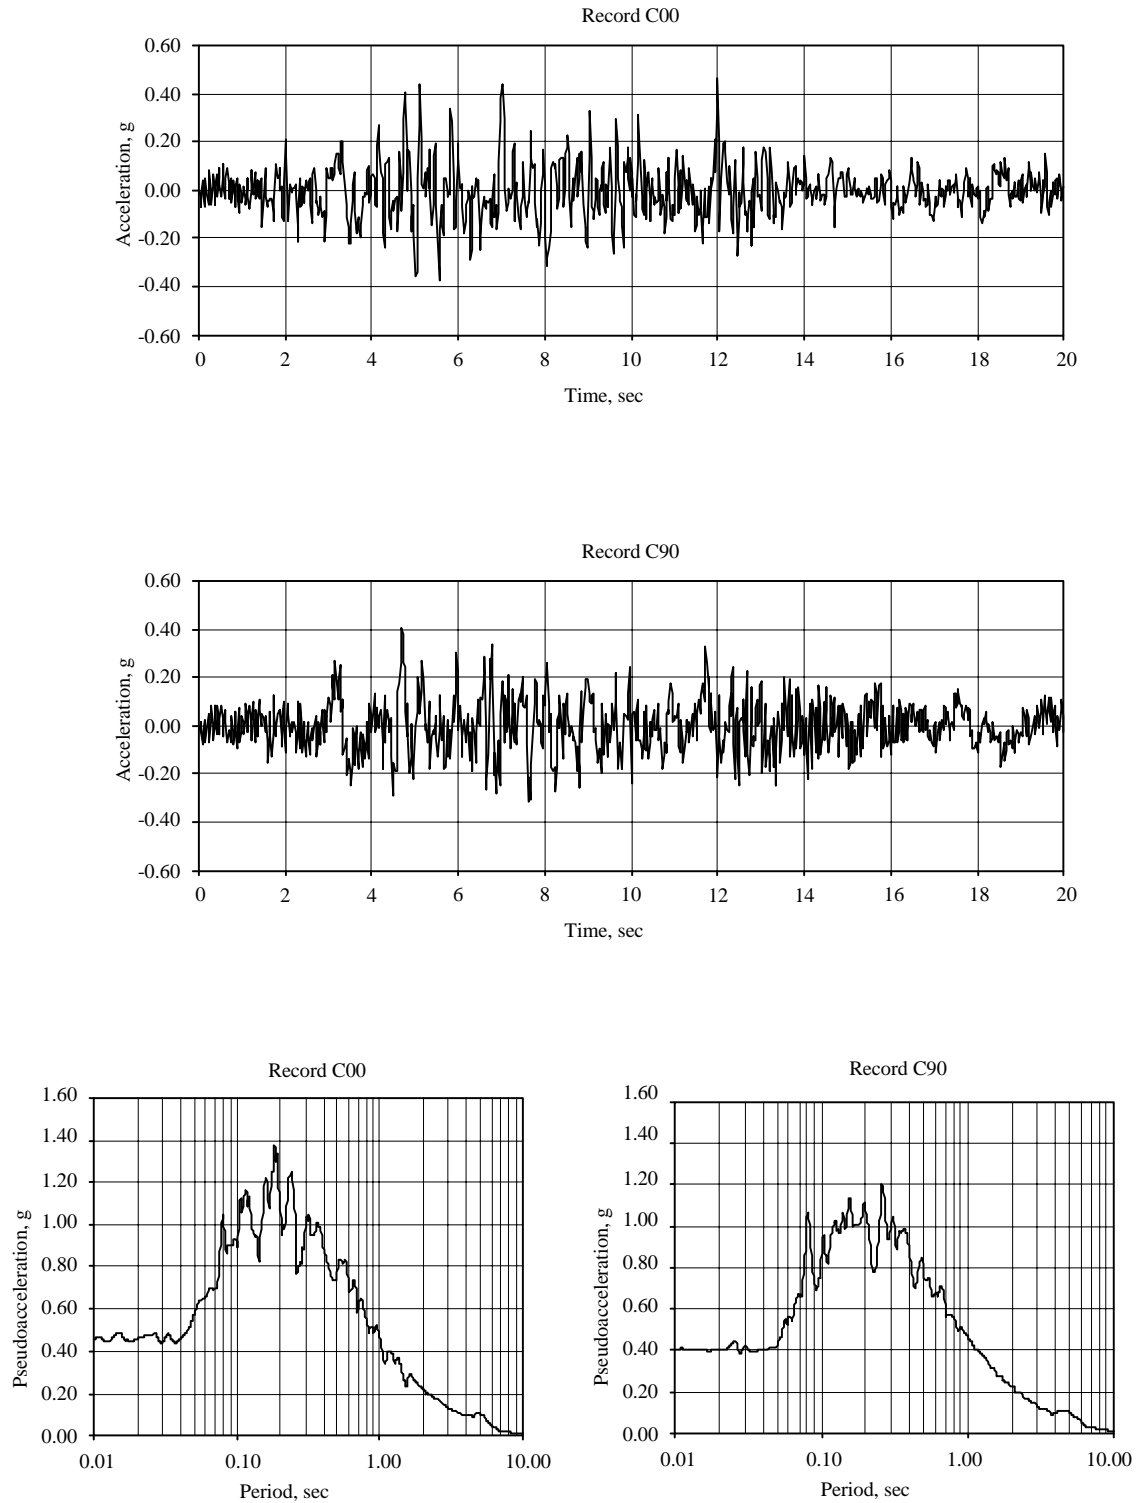 Record C00
0.60
0.40
0.20
0.00
-0.20
-0.40
-0.60
Acceleration, g
0 2 4 6 8 10 12 14 16 18 20
Time, sec
Record C90
0.60
0.40
0.20
0.00
-0.20
-0.40
-0.60
Acceleration, g
0 2 4 6 8 10 12 14 16 18 20
Time, sec
Record C00
1.60
1.40
1.20
1.00
0.80
0.60
0.40
0.20
0.00
Pseudoacceleration, g
0.01 0.10 1.00 10.00
Period, sec
Record C90
1.60
1.40
1.20
1.00
0.80
0.60
0.40
0.20
0.00
Pseudoacceleration, g
0.01 0.10 1.00 10.00
Period, sec